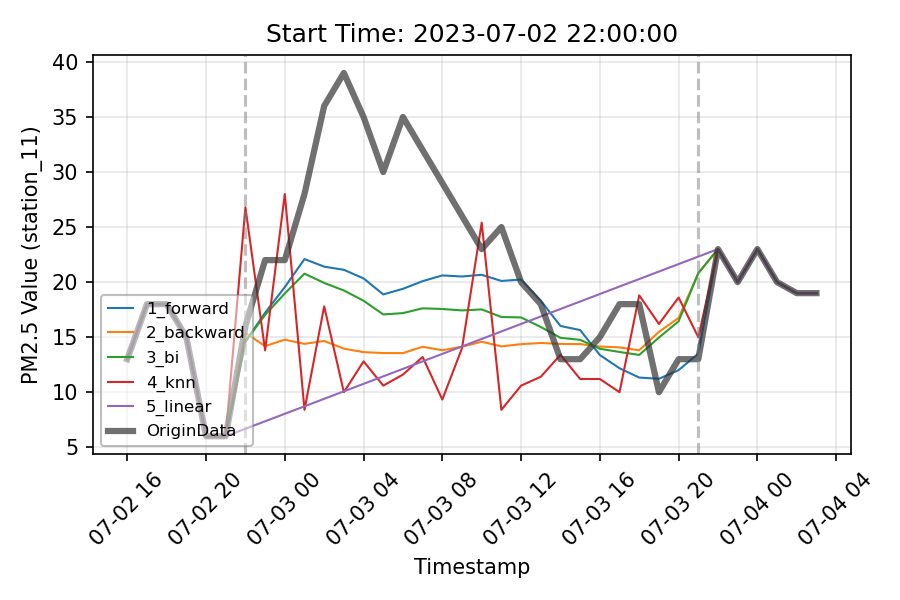 Start Time: 2023-07-02 22:00:00
PM2.5 Value (station_11)
40
35
30
25
20
15
10
5
1_forward
2_backward
3_bi
4_knn
5_linear
OriginData
07-02 16
07-02 20
07-03 00
07-03 04
07-03 08
07-03 12
07-03 16
07-03 20
07-04 00
07-04 04
Timestamp